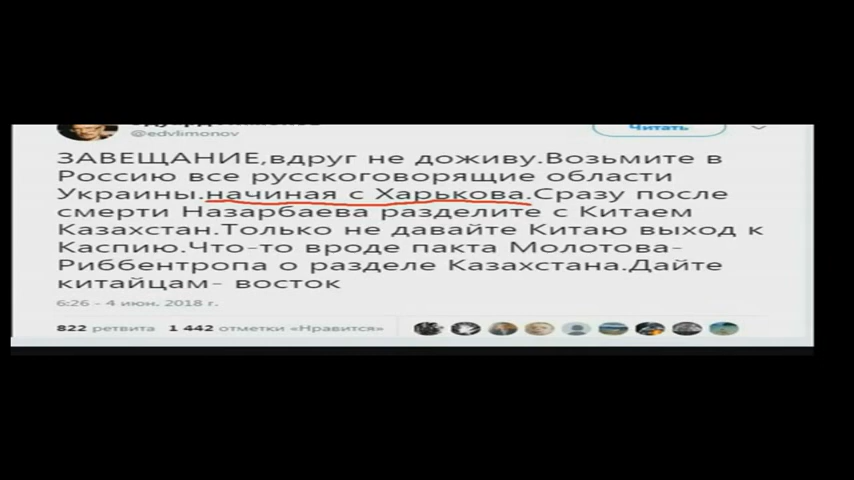 @edvlimonov
Читать
ЗАВЕЩАНИЕ,вдруг не доживу.Возьмите в
Россию все русскоговорящие области
Украины.начиная с Харькова.Сразу после
смерти Назарбаева разделите с Китаем
Казахстан.Только не давайте Китаю выход к
Каспию.Что-то вроде пакта Молотова-
Риббентропа о разделе Казахстана.Дайте
китайцам- восток
6:26 - 4 июн. 2018 г.
822 ретвита 1 442 отметки «Нравится»